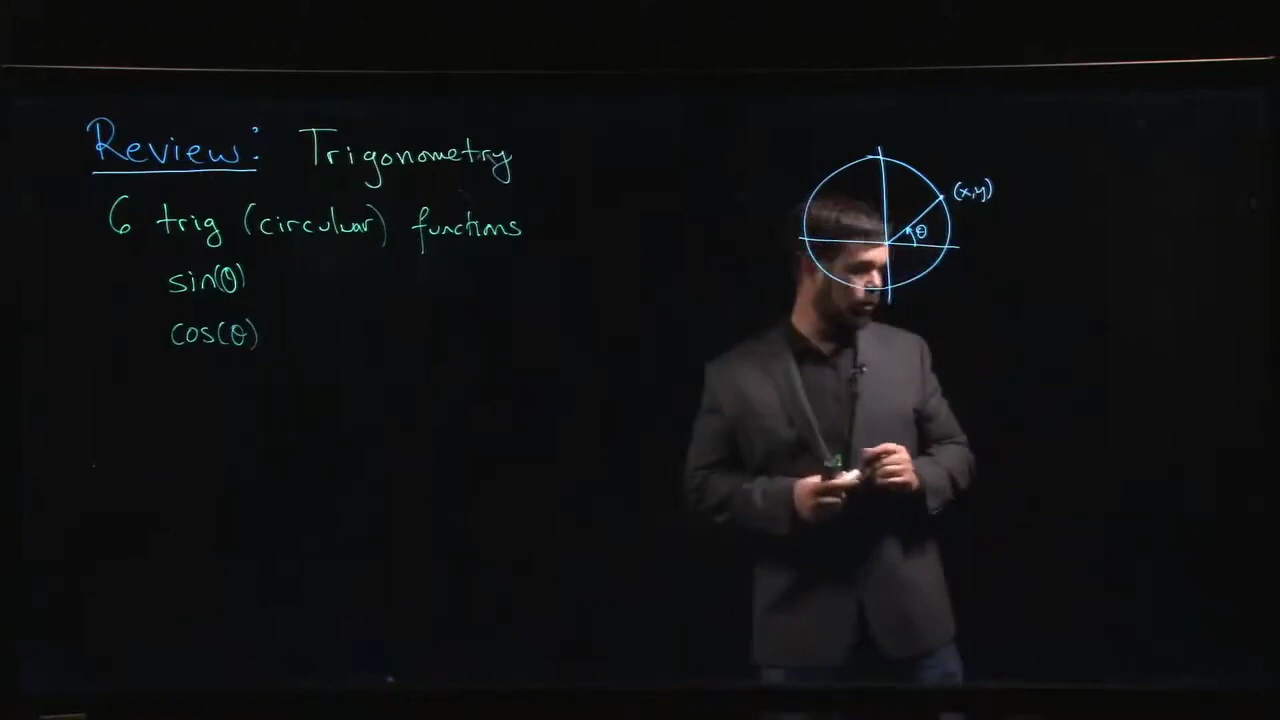 Review: Trigonometry
6 trig (circular) functions
sin(θ)
cos(θ)
(x,y)
θ